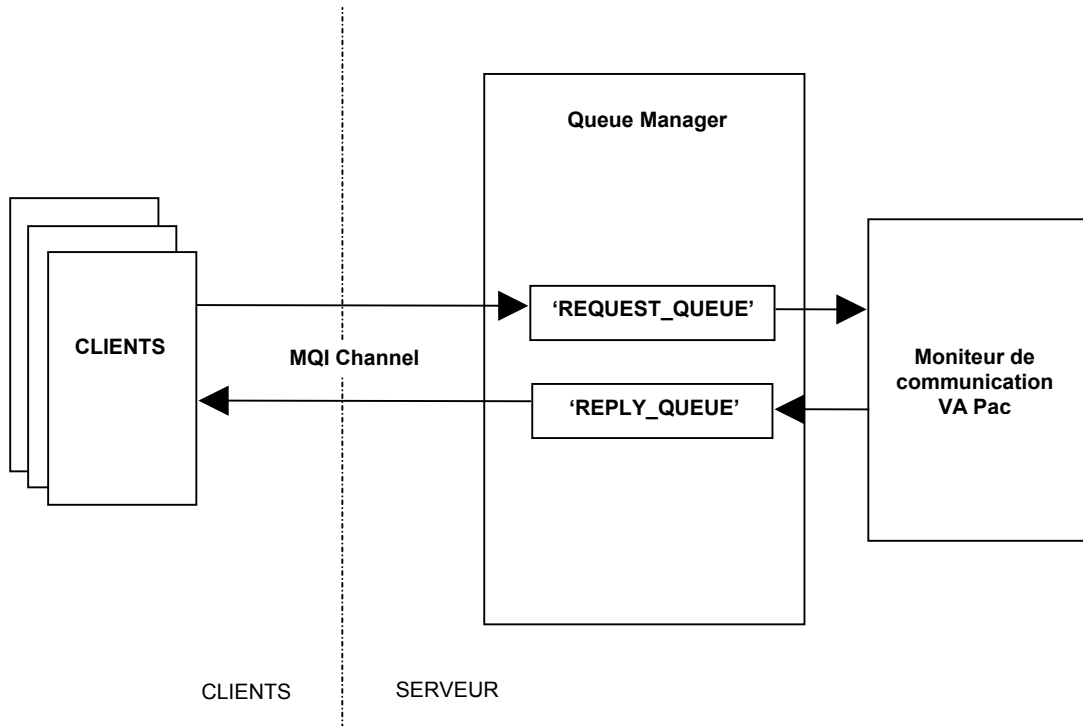 Queue Manager
‘REQUEST_QUEUE’
CLIENTS
MQI Channel
Moniteur de
communication
VA Pac
‘REPLY_QUEUE’
CLIENTS
SERVEUR